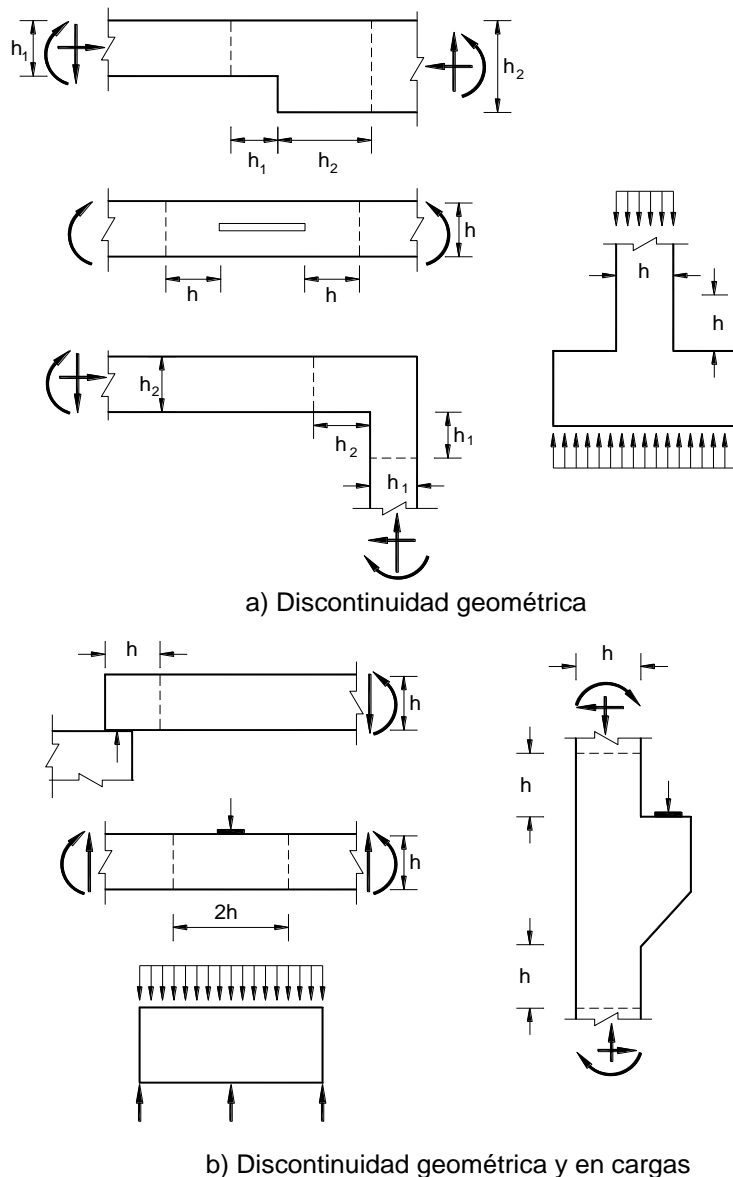 h1
h2
h1
h2
h
h
h
h
h
h2
h2
h1
h1
a) Discontinuidad geométrica
h
h
h
h
2h
h
h
h
b) Discontinuidad geométrica y en cargas